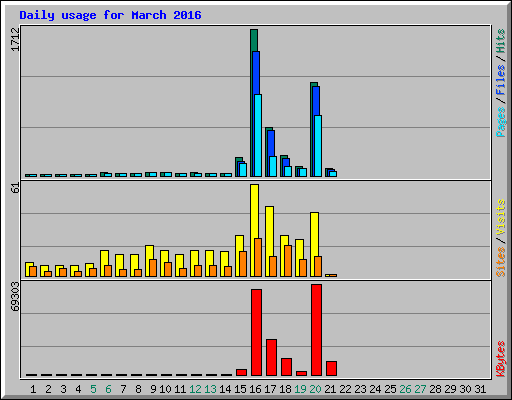 Daily usage for March 2016
1712
Pages / Files / Hits
61
Sites / Visits
69303
KBytes
1 2 3 4 5 6 7 8 9 10 11 12 13 14 15 16 17 18 19 20 21 22 23 24 25 26 27 28 29 30 31